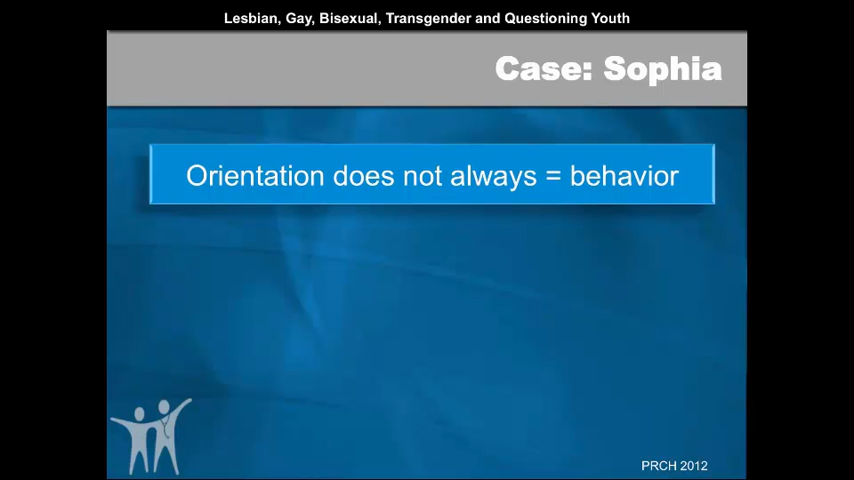 Lesbian, Gay, Bisexual, Transgender and Questioning Youth
Case: Sophia
Orientation does not always = behavior
PRCH 2012